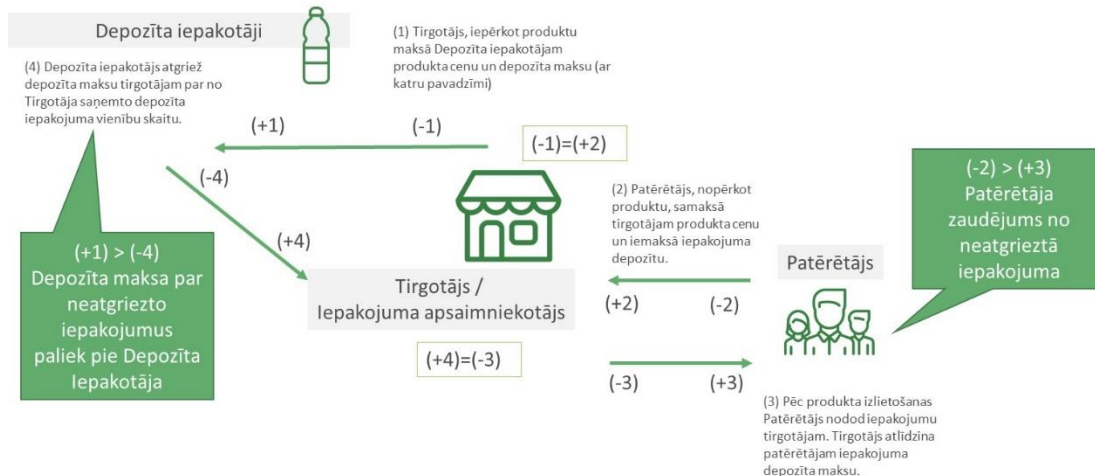 Depozīta iepakotāji
(1) Tirgotājs, iepērkot produktu
maksā Depozīta iepakotājam
produkta cenu un depozīta maksu (ar
katru pavadzīmi)
(4) Depozīta iepakotājs atgriež
depozīta maksu tirgotājam par no
Tirgotāja saņemto depozīta
iepakojuma vienību skaitu.
(+1)
(-1)
(-1)=(+2)
(-4)
(+4)
(+1) > (-4)
Depozīta maksa par
neatgriezto
iepakojumus
paliek pie Depozīta
Iepakotāja
Tirgotājs /
Iepakojuma apsaimniekotājs
(+4)=(-3)
(2) Patērētājs, nopērkot
produktu, samaksā
tirgotājam produkta cenu
un iemaksā iepakojuma
depozītu.
(+2)
(-2)
Patērētājs
(-2) > (+3)
Patērētāja
zaudējums no
neatgrieztā
iepakojuma
(-3)
(+3)
(3) Pēc produkta izlietošanas
Patērētājs nodod iepakojumu
tirgotājam. Tirgotājs atlīdzina
patērētājam iepakojuma
depozīta maksu.